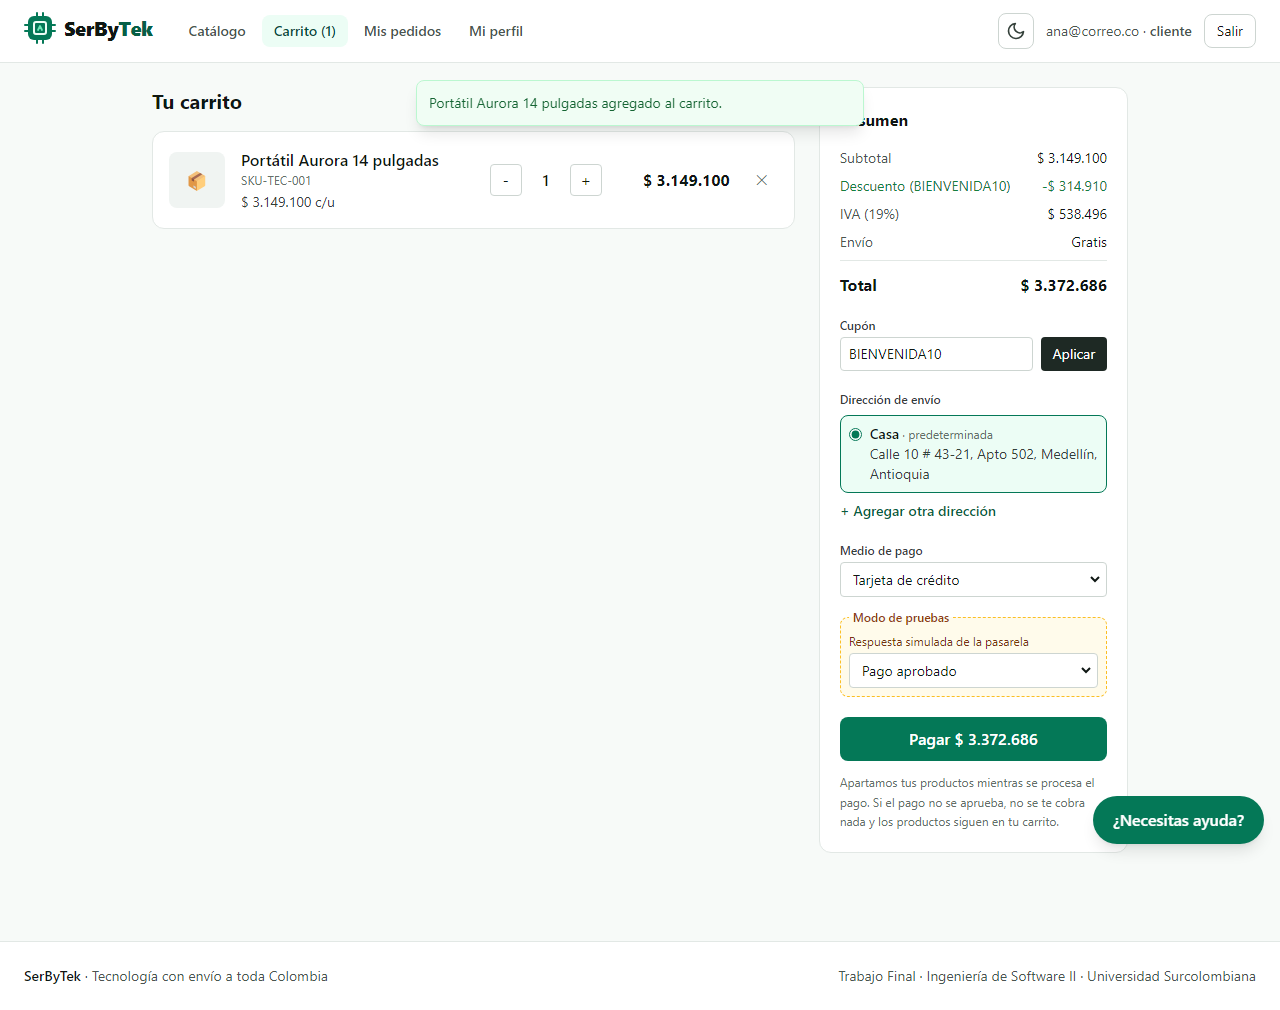 SerByTek
Catálogo
Carrito (1)
Mis pedidos
Mi perfil
ana@correo.co · cliente
Salir
Tu carrito
Portátil Aurora 14 pulgadas agregado al carrito.
Portátil Aurora 14 pulgadas
SKU-TEC-001
$ 3.149.100 c/u
- 1 +
$ 3.149.100
sumen
Subtotal $ 3.149.100
Descuento (BIENVENIDA10) -$ 314.910
IVA (19%) $ 538.496
Envío Gratis
Total $ 3.372.686
Cupón
BIENVENIDA10 Aplicar
Dirección de envío
Casa · predeterminada
Calle 10 # 43-21, Apto 502, Medellín,
Antioquia
+ Agregar otra dirección
Medio de pago
Tarjeta de crédito
Modo de pruebas
Respuesta simulada de la pasarela
Pago aprobado
Pagar $ 3.372.686
Apartamos tus productos mientras se procesa el
pago. Si el pago no se aprueba, no se te cobra
nada y los productos siguen en tu carrito.
¿Necesitas ayuda?
SerByTek · Tecnología con envío a toda Colombia
Trabajo Final · Ingeniería de Software II · Universidad Surcolombiana